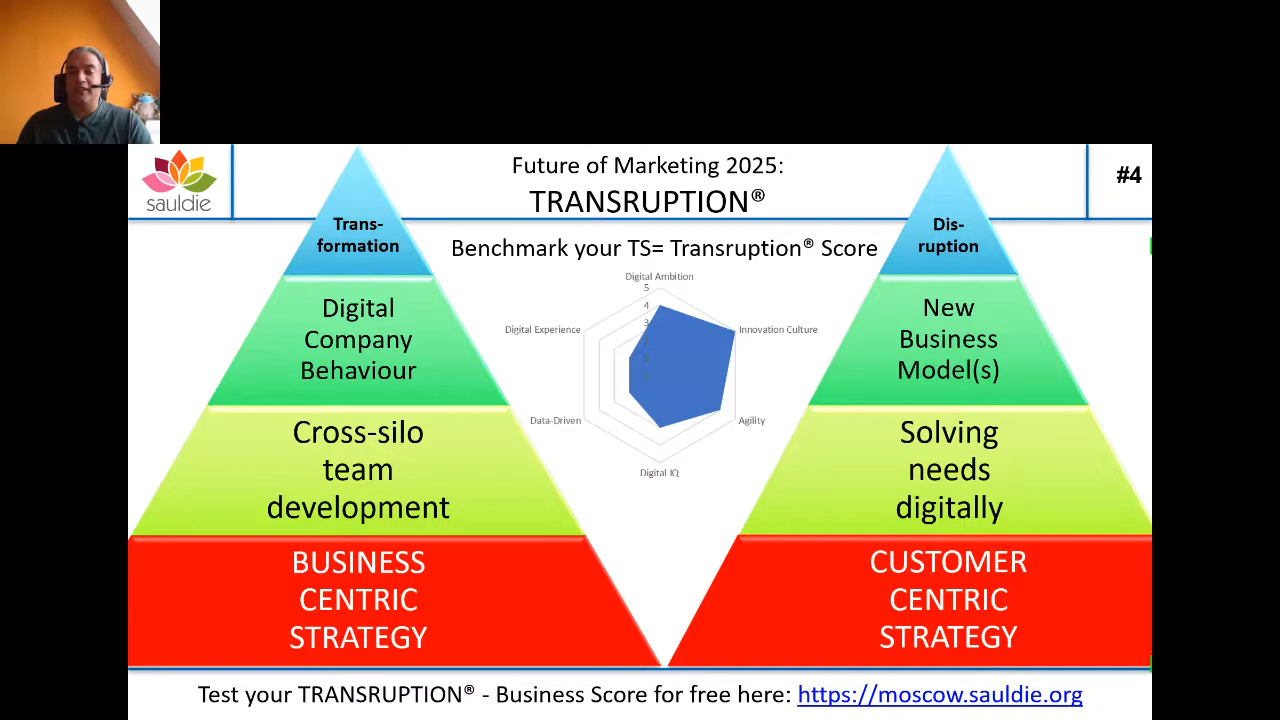 sauldie
Future of Marketing 2025:
TRANSRUPTION®
#4
Trans-
formation
Dis-
ruption
Benchmark your TS= Transruption® Score
Digital Ambition
5
4
3
Digital Experience
Innovation Culture
Data-Driven
Agility
Digital IQ
Digital
Company
Behaviour
New
Business
Model(s)
Cross-silo
team
development
Solving
needs
digitally
BUSINESS
CENTRIC
STRATEGY
CUSTOMER
CENTRIC
STRATEGY
Test your TRANSRUPTION® - Business Score for free here: https://moscow.sauldie.org